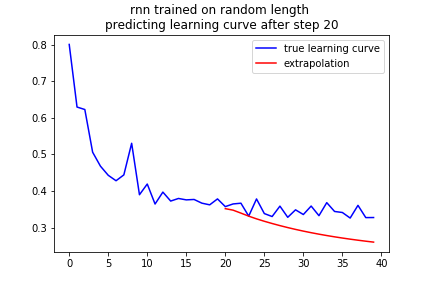 rnn trained on random length
predicting learning curve after step 20
true learning curve
extrapolation
0.8
0.7
0.6
0.5
0.4
0.3
0 5 10 15 20 25 30 35 40